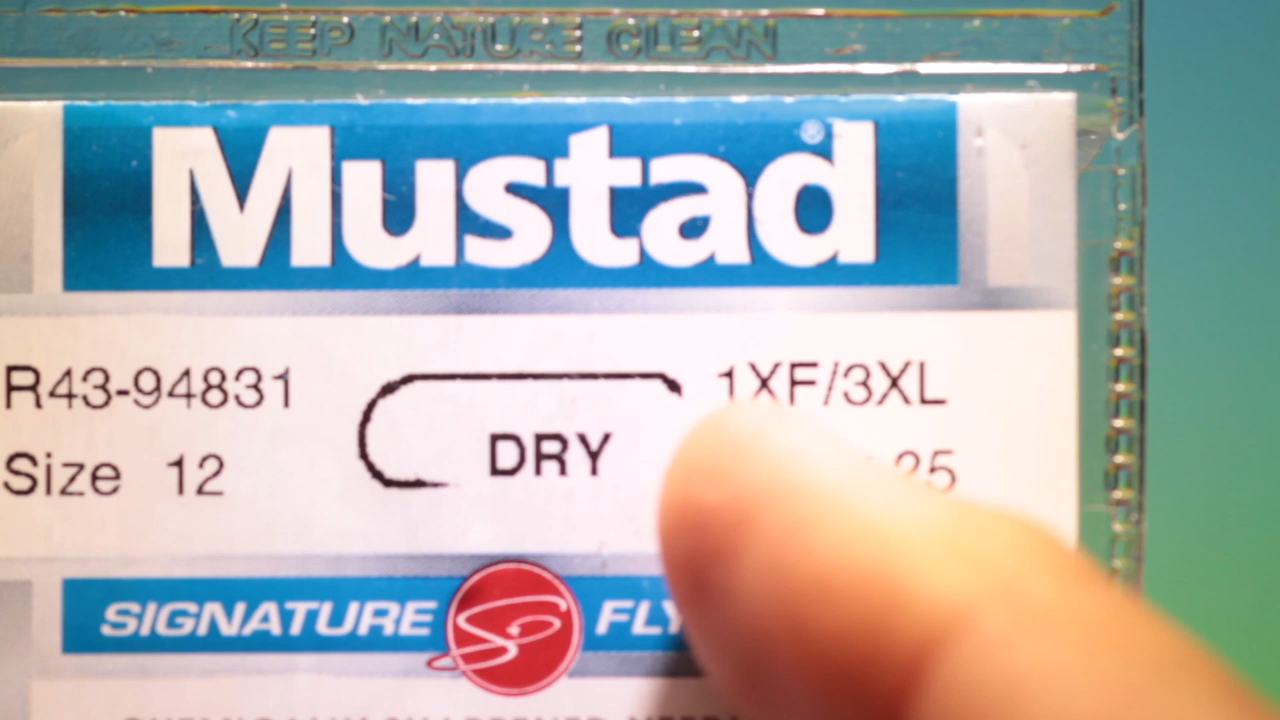 KEEP NATURE CLEAN
Mustad®
R43-94831
DRY
1XF/3XL
Size 12
25
SIGNATURE
FLY